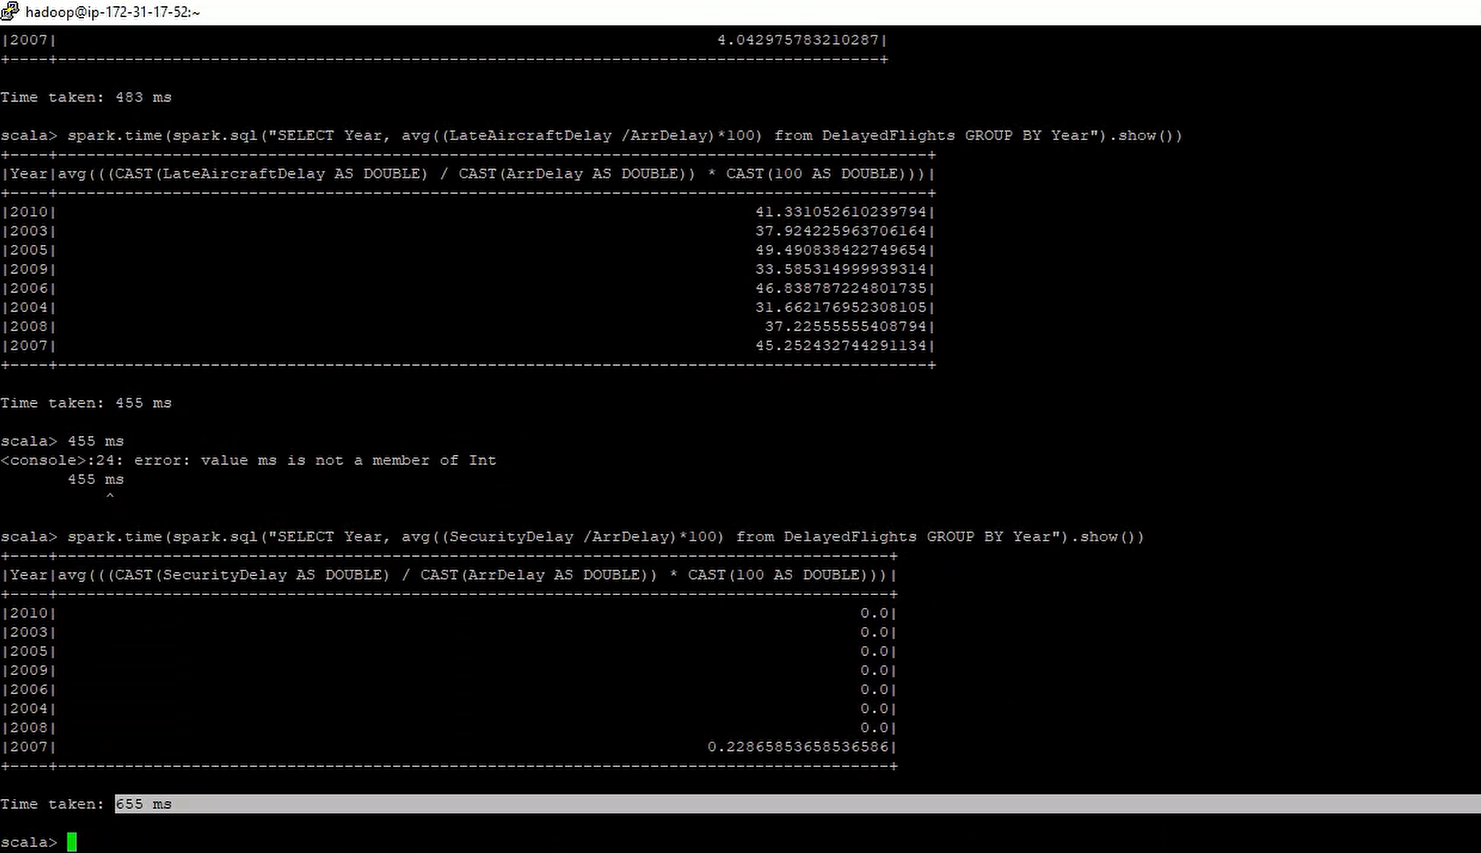 hadoop@ip-172-31-17-52:~
|2007|                                                                     4.042975783210287|
+----+--------------------------------------------------------------------------------------+
Time taken: 483 ms
scala> spark.time(spark.sql("SELECT Year, avg((LateAircraftDelay /ArrDelay)*100) from DelayedFlights GROUP BY Year").show())
+----+-------------------------------------------------------------------------------------------+
|Year|avg(((CAST(LateAircraftDelay AS DOUBLE) / CAST(ArrDelay AS DOUBLE)) * CAST(100 AS DOUBLE)))|
+----+-------------------------------------------------------------------------------------------+
|2010|                                                                         41.331052610239794|
|2003|                                                                         37.924225963706164|
|2005|                                                                         49.490838422749654|
|2009|                                                                         33.585314999939314|
|2006|                                                                         46.838787224801735|
|2004|                                                                         31.662176952308105|
|2008|                                                                          37.22555555408794|
|2007|                                                                         45.252432744291134|
+----+-------------------------------------------------------------------------------------------+
Time taken: 455 ms
scala> 455 ms
<console>:24: error: value ms is not a member of Int
       455 ms
           ^
scala> spark.time(spark.sql("SELECT Year, avg((SecurityDelay /ArrDelay)*100) from DelayedFlights GROUP BY Year").show())
+----+---------------------------------------------------------------------------------------+
|Year|avg(((CAST(SecurityDelay AS DOUBLE) / CAST(ArrDelay AS DOUBLE)) * CAST(100 AS DOUBLE)))|
+----+---------------------------------------------------------------------------------------+
|2010|                                                                                    0.0|
|2003|                                                                                    0.0|
|2005|                                                                                    0.0|
|2009|                                                                                    0.0|
|2006|                                                                                    0.0|
|2004|                                                                                    0.0|
|2008|                                                                                    0.0|
|2007|                                                                    0.22865853658536586|
+----+---------------------------------------------------------------------------------------+
Time taken: 655 ms
scala>